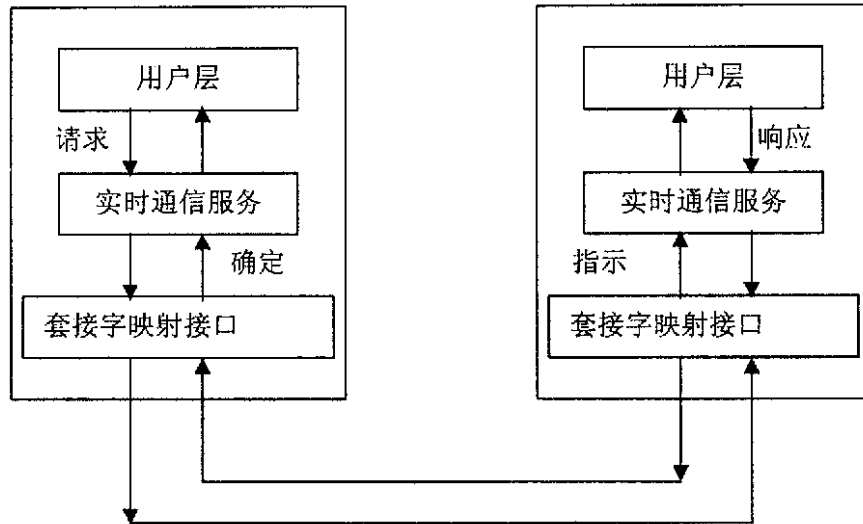 用户层
请求
实时通信服务
确定
套接字映射接口
用户层
响应
实时通信服务
指示
套接字映射接口